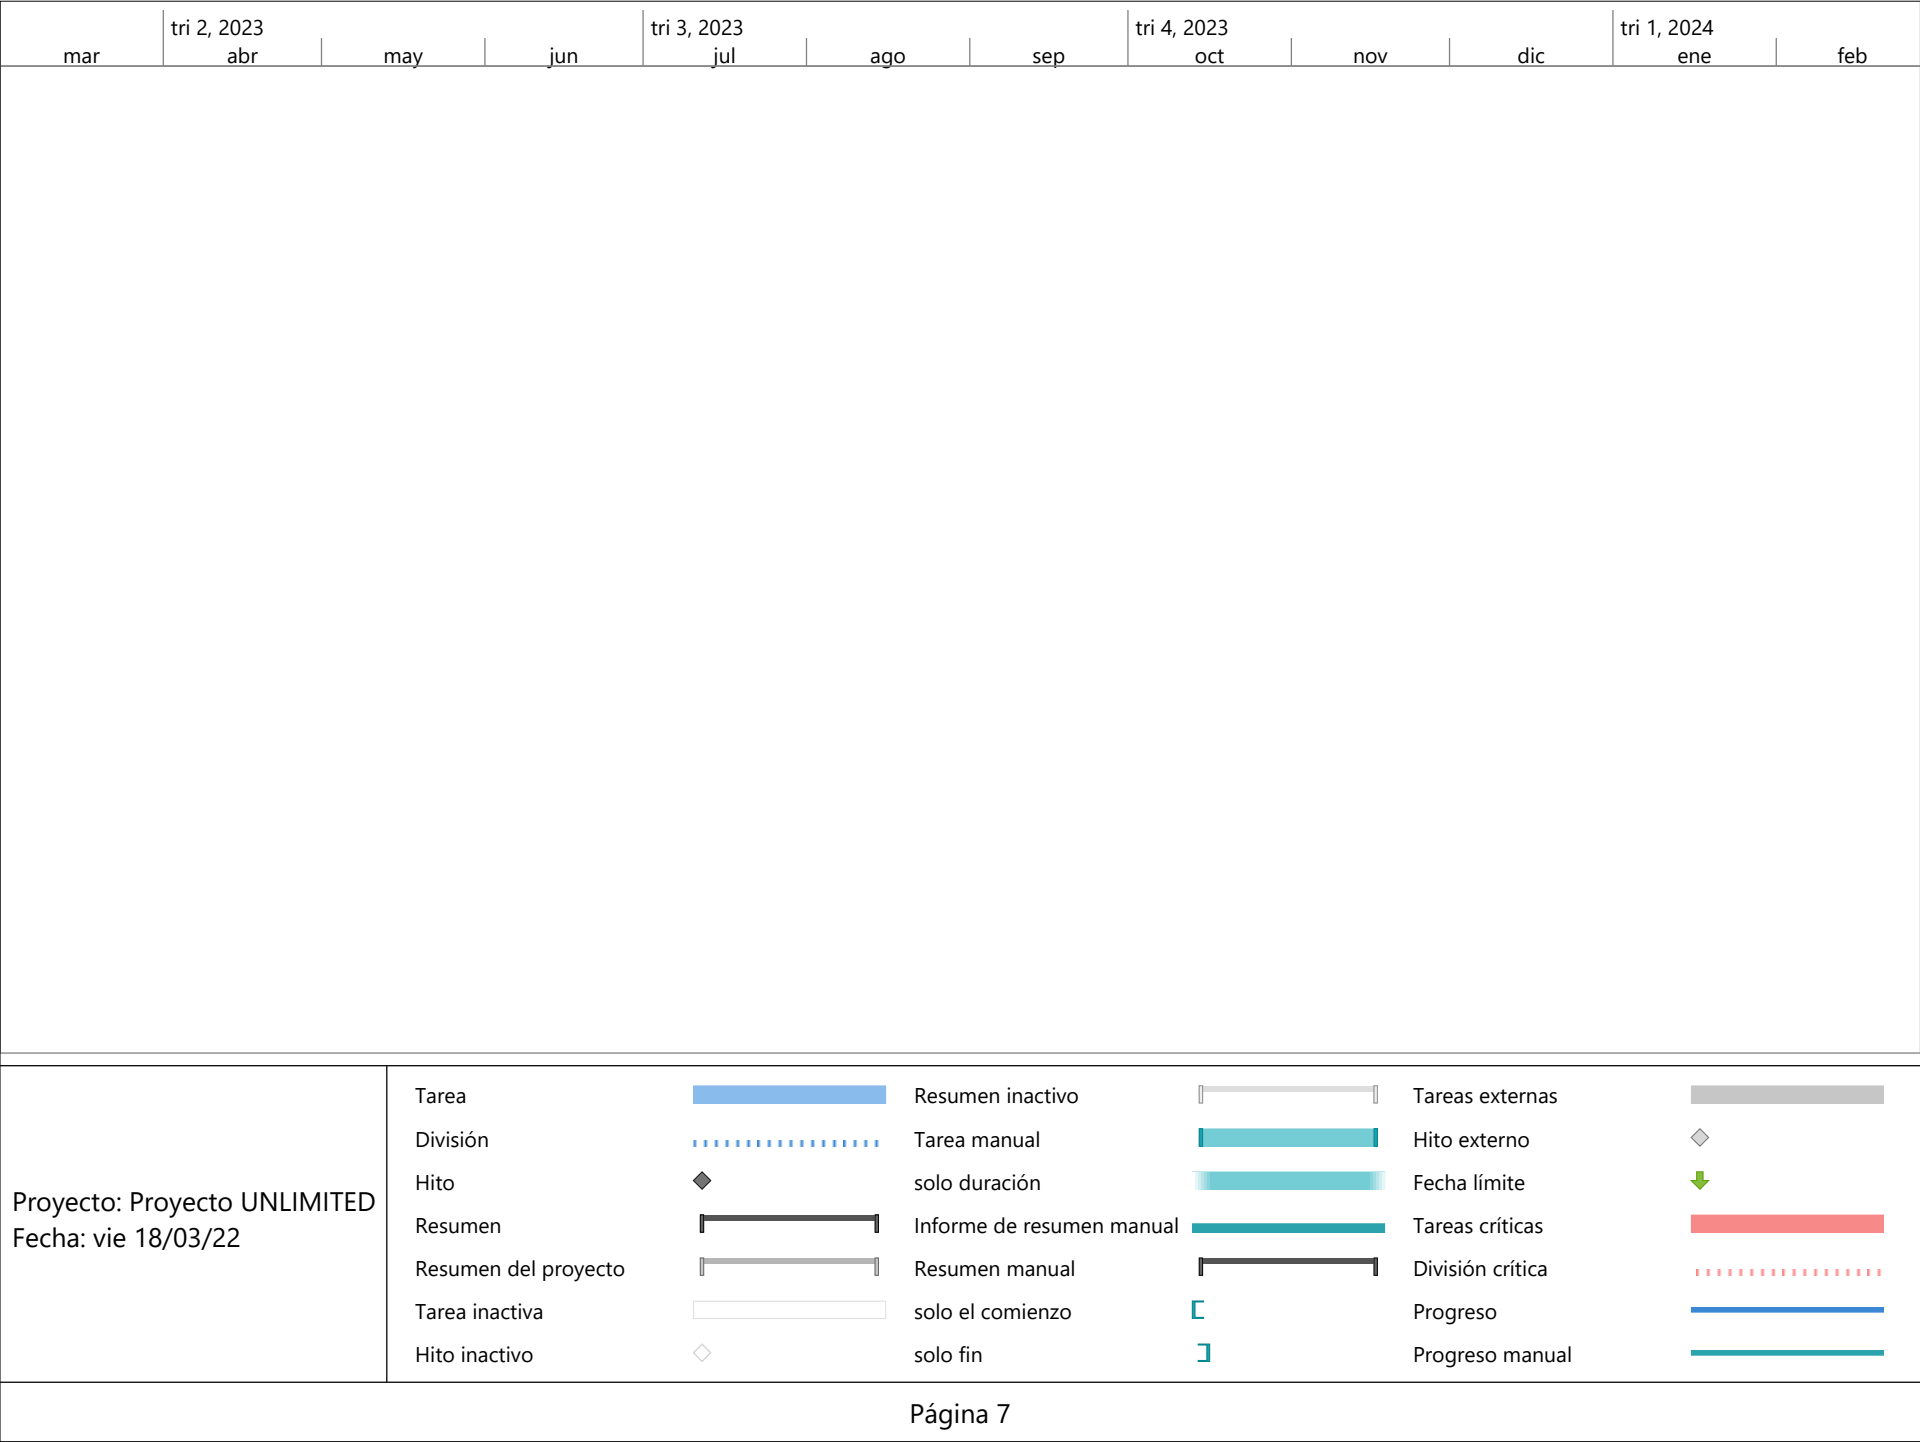 tri 2, 2023 tri 3, 2023 tri 4, 2023 tri 1, 2024
mar abr may jun jul ago sep oct nov dic ene feb
Proyecto: Proyecto UNLIMITED
Fecha: vie 18/03/22
Tarea
División
Hito
Resumen
Resumen del proyecto
Tarea inactiva
Hito inactivo
Resumen inactivo
Tarea manual
solo duración
Informe de resumen manual
Resumen manual
solo el comienzo
solo fin
Tareas externas
Hito externo
Fecha límite
Tareas críticas
División crítica
Progreso
Progreso manual
Página 7